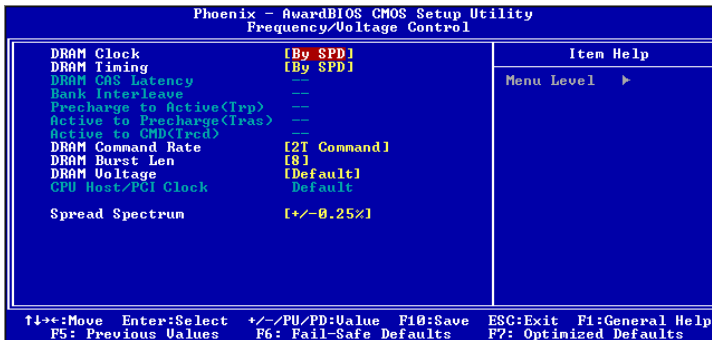 Phoenix - AwardBIOS CMOS Setup Utility
Frequency/Voltage Control
DRAM Clock [By SPD]
DRAM Timing [By SPD]
DRAM CAS Latency --
Bank Interleave --
Precharge to Active(Trp) --
Active to Precharge(Tras) --
Active to CMD(Trcd) --
DRAM Command Rate [2T Command]
DRAM Burst Len [8]
DRAM Voltage [Default]
CPU Host/PCI Clock Default
Spread Spectrum [+/-0.25%]
Item Help
Menu Level ▶
↑↓→←:Move Enter:Select +/-/PU/PD:Value F10:Save ESC:Exit F1:General Help
F5: Previous Values F6: Fail-Safe Defaults F7: Optimized Defaults